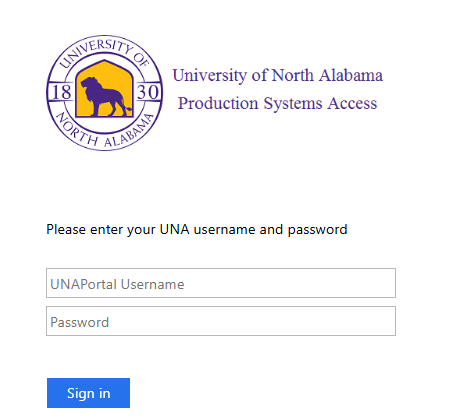 UNIVERSITY OF
18 30
NORTH ALABAMA
University of North Alabama
Production Systems Access
Please enter your UNA username and password
UNAPortal Username
Password
Sign in